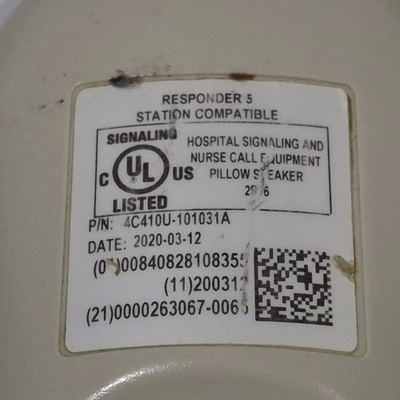 RESPONDER 5
STATION COMPATIBLE
SIGNALING
C UL US
LISTED
HOSPITAL SIGNALING AND
NURSE CALL EQUIPMENT
PILLOW SPEAKER
P/N: 4C410U-101031A
DATE: 2020-03-12
(11)200312